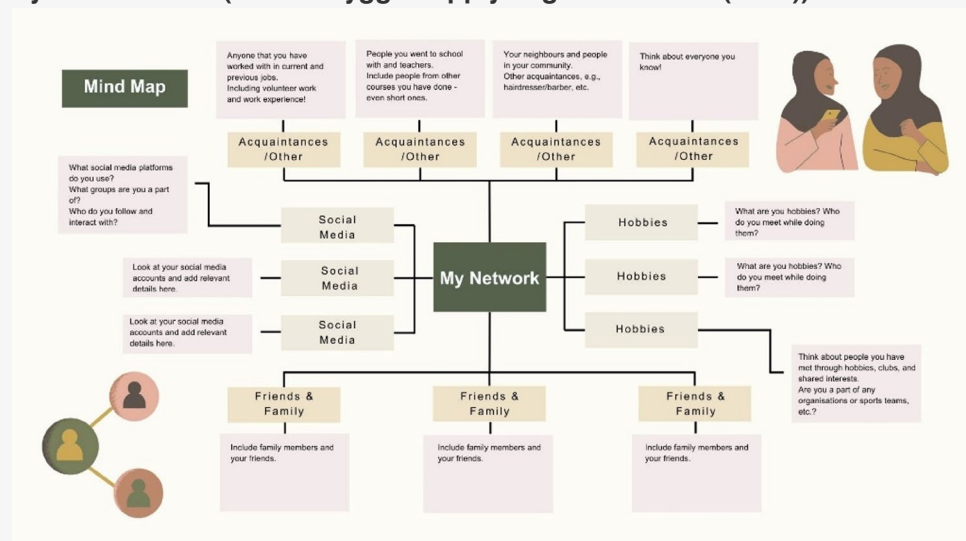 Mind Map
Anyone that you have
worked with in current and
previous jobs.
Including volunteer work
and work experience!
People you went to school
with and teachers.
Include people from other
courses you have done -
even short ones.
Your neighbours and people
in your community.
Other acquaintances, e.g.,
hairdresser/barber, etc.
Think about everyone you
know!
Acquaintances
/Other
Acquaintances
/Other
Acquaintances
/Other
Acquaintances
/Other
What social media platforms
do you use?
What groups are you a part
of?
Who do you follow and
interact with?
Social
Media
Look at your social media
accounts and add relevant
details here.
Social
Media
Look at your social media
accounts and add relevant
details here.
Social
Media
My Network
Hobbies
What are you hobbies? Who
do you meet while doing
them?
Hobbies
What are you hobbies? Who
do you meet while doing
them?
Hobbies
Think about people you have
met through hobbies, clubs, and
shared interests.
Are you a part of any
organisations or sports teams,
etc.?
Friends &
Family
Friends &
Family
Friends &
Family
Include family members and
your friends.
Include family members and
your friends.
Include family members and
your friends.